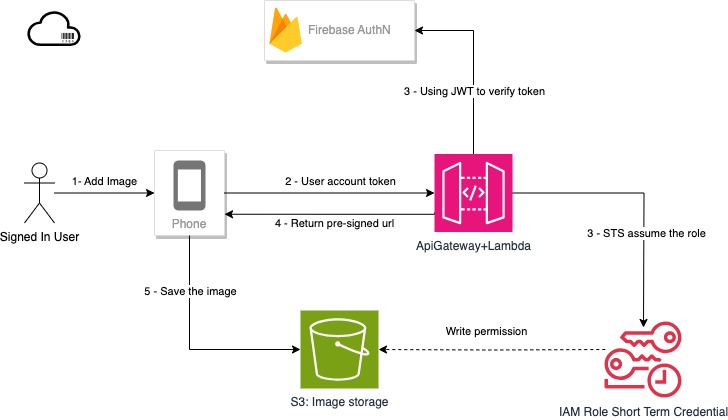 Firebase AuthN
3 - Using JWT to verify token
1- Add Image
2 - User account token
Phone
4 - Return pre-signed url
Signed In User
ApiGateway+Lambda
3 - STS assume the role
5 - Save the image
Write permission
S3: Image storage
IAM Role Short Term Credential